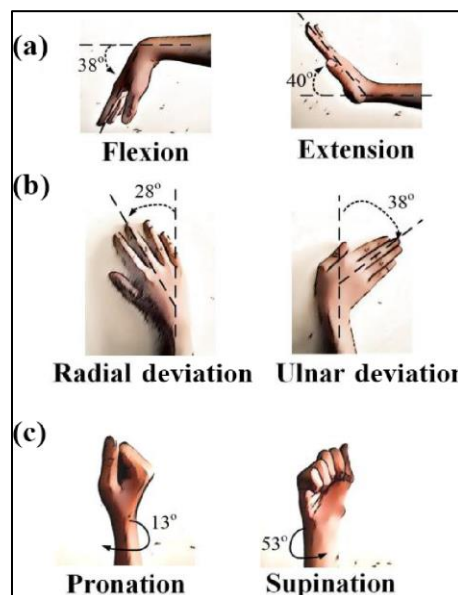 (a)
38°
40°
Flexion Extension
(b)
28° 38°
Radial deviation Ulnar deviation
(c)
13° 53°
Pronation Supination